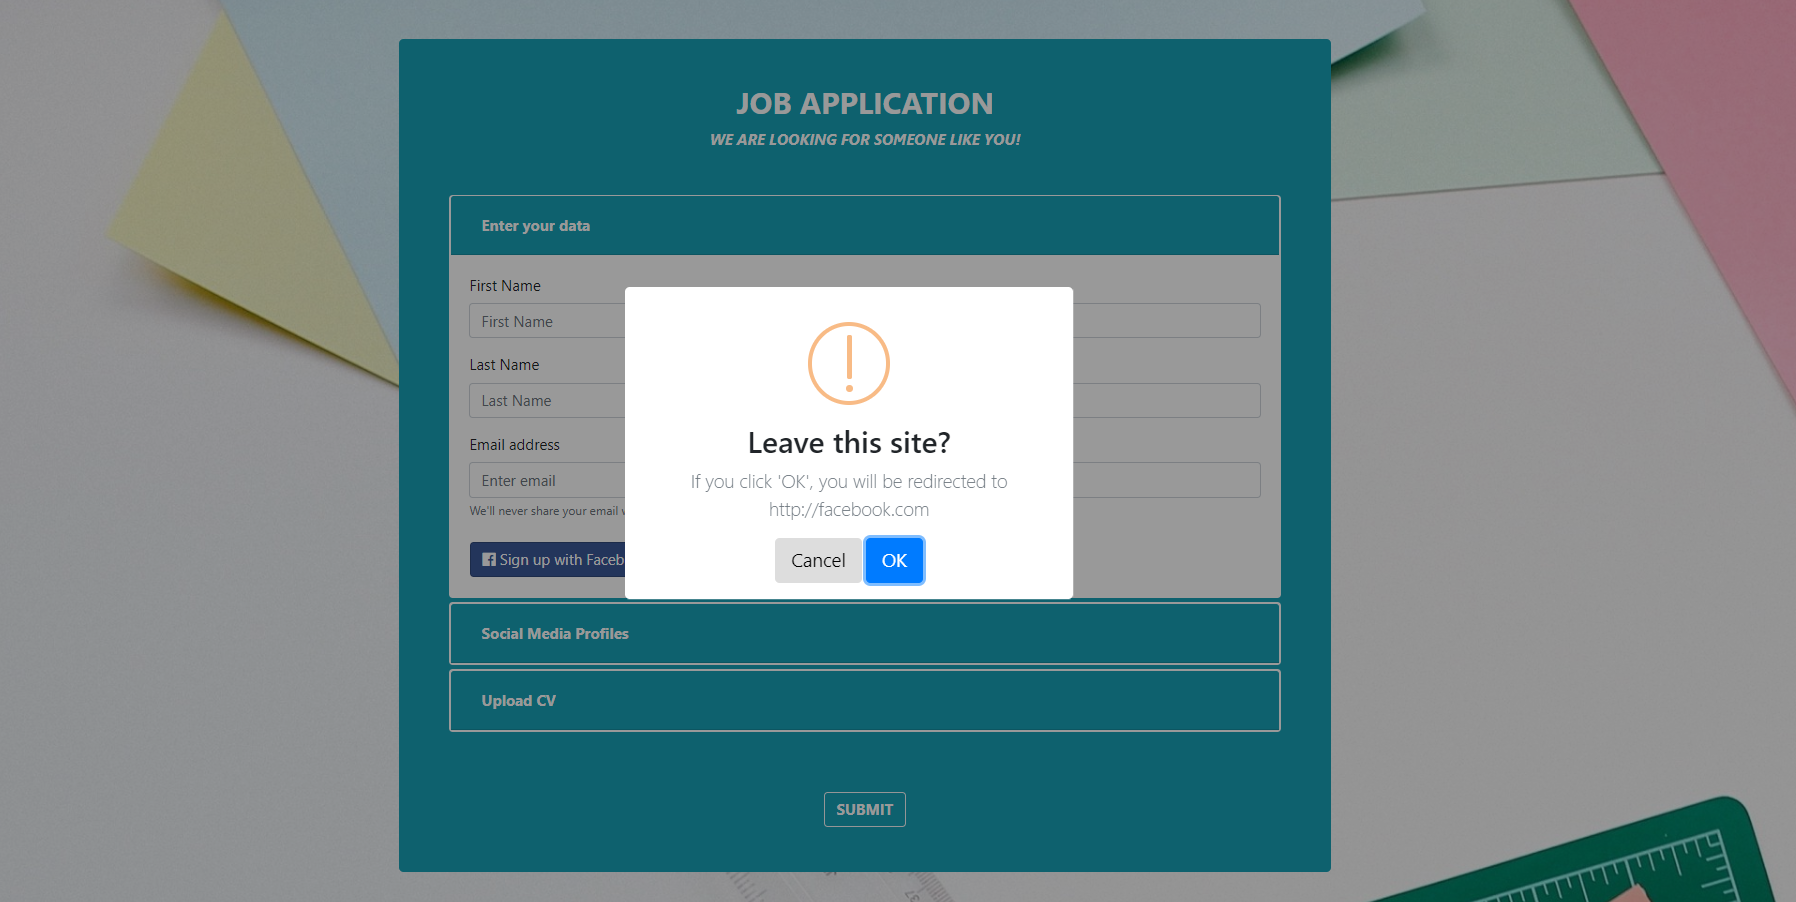 JOB APPLICATION
WE ARE LOOKING FOR SOMEONE LIKE YOU!
Enter your data
First Name
First Name
Last Name
Last Name
Email address
Enter email
We'll never share your email
Sign up with Faceb
Leave this site?
If you click 'OK', you will be redirected to
http://facebook.com
Cancel
OK
Social Media Profiles
Upload CV
SUBMIT
37